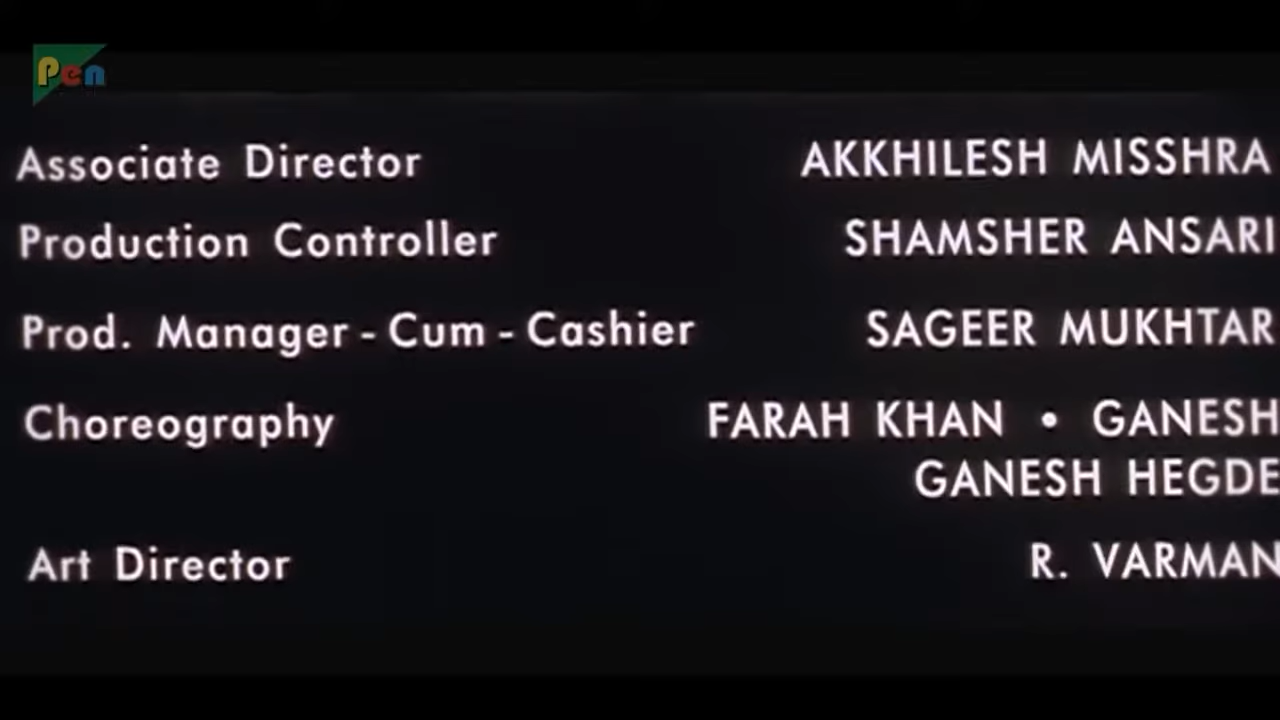 Pen
Associate Director AKKHILESH MISSHRA
Production Controller SHAMSHER ANSARI
Prod. Manager - Cum - Cashier SAGEER MUKHTAR
Choreography FARAH KHAN • GANESH
GANESH HEGDE
Art Director R. VARMAN